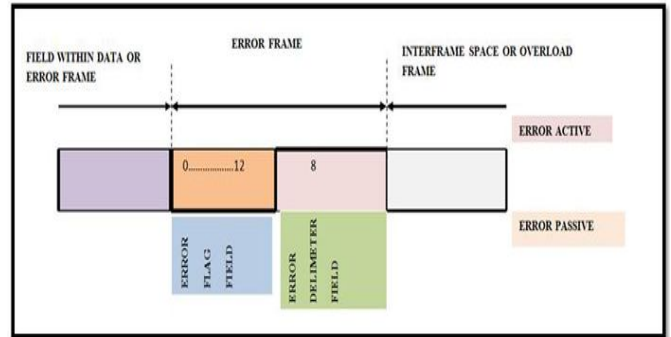 FIELD WITHIN DATA OR
ERROR FRAME
ERROR FRAME
INTERFRAME SPACE OR OVERLOAD
FRAME
ERROR ACTIVE
0...................12
8
ERROR PASSIVE
ERROR
FLAG
FIELD
ERROR
DELIMETER
FIELD